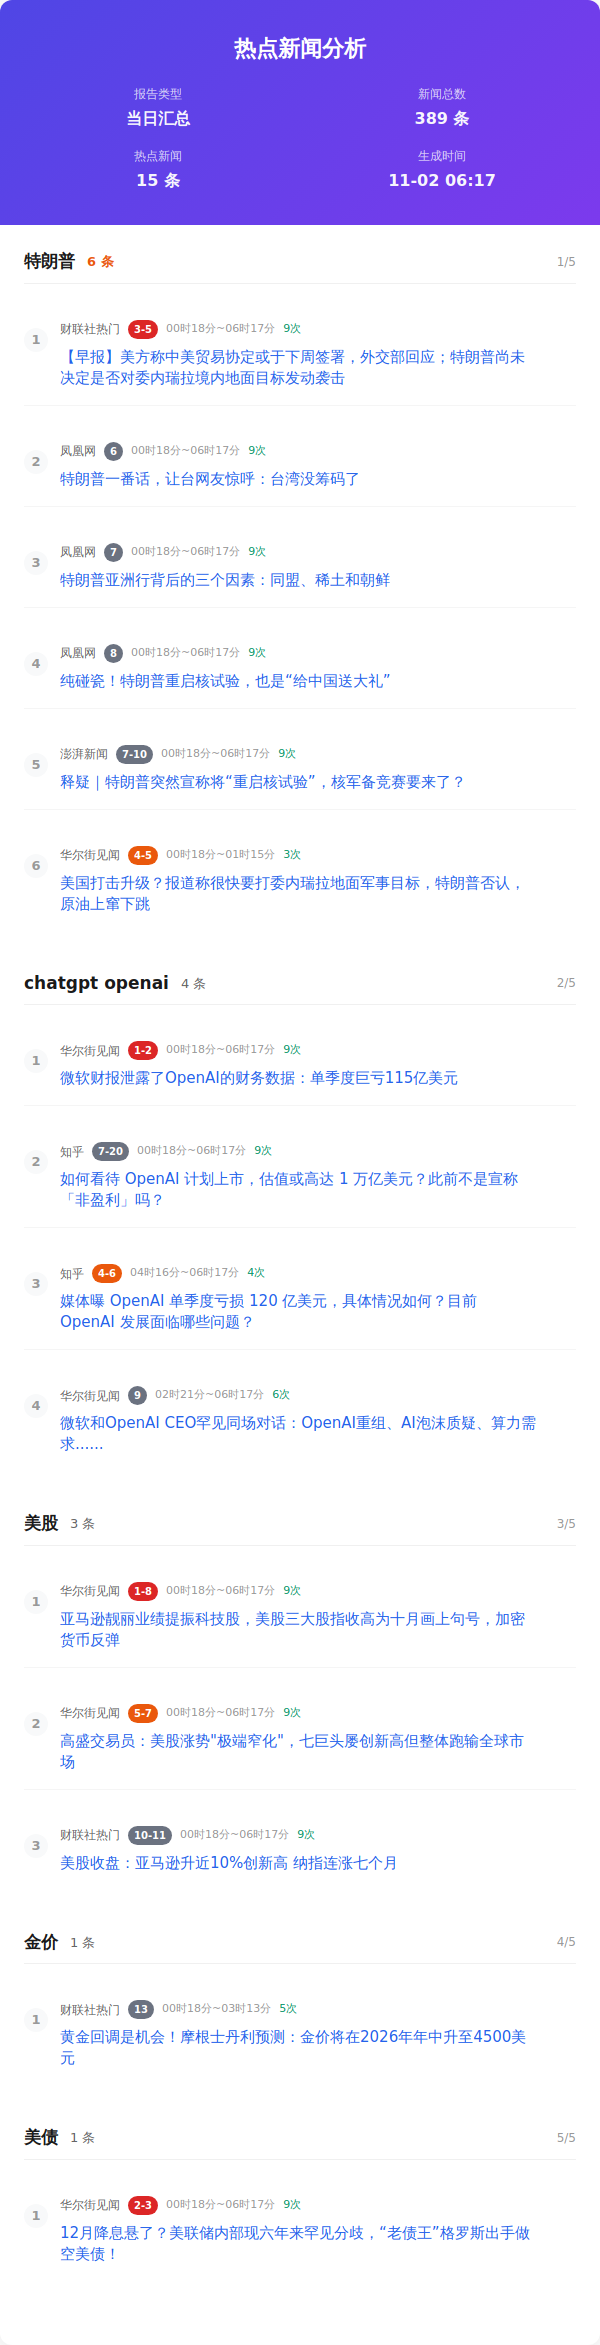 热点新闻分析
报告类型
新闻总数
当日汇总
389 条
热点新闻
生成时间
15 条
11-02 06:17
特朗普 6 条 1/5
1 财联社热门 3-5 00时18分~06时17分 9次
【早报】美方称中美贸易协定或于下周签署，外交部回应；特朗普尚未
决定是否对委内瑞拉境内地面目标发动袭击
2 凤凰网 6 00时18分~06时17分 9次
特朗普一番话，让台网友惊呼：台湾没筹码了
3 凤凰网 7 00时18分~06时17分 9次
特朗普亚洲行背后的三个因素：同盟、稀土和朝鲜
4 凤凰网 8 00时18分~06时17分 9次
纯碰瓷！特朗普重启核试验，也是“给中国送大礼”
5 澎湃新闻 7-10 00时18分~06时17分 9次
释疑｜特朗普突然宣称将“重启核试验”，核军备竞赛要来了？
6 华尔街见闻 4-5 00时18分~01时15分 3次
美国打击升级？报道称很快要打委内瑞拉地面军事目标，特朗普否认，
原油上窜下跳
chatgpt openai 4 条 2/5
1 华尔街见闻 1-2 00时18分~06时17分 9次
微软财报泄露了OpenAI的财务数据：单季度巨亏115亿美元
2 知乎 7-20 00时18分~06时17分 9次
如何看待 OpenAI 计划上市，估值或高达 1 万亿美元？此前不是宣称
「非盈利」吗？
3 知乎 4-6 04时16分~06时17分 4次
媒体曝 OpenAI 单季度亏损 120 亿美元，具体情况如何？目前
OpenAI 发展面临哪些问题？
4 华尔街见闻 9 02时21分~06时17分 6次
微软和OpenAI CEO罕见同场对话：OpenAI重组、AI泡沫质疑、算力需
求……
美股 3 条 3/5
1 华尔街见闻 1-8 00时18分~06时17分 9次
亚马逊靓丽业绩提振科技股，美股三大股指收高为十月画上句号，加密
货币反弹
2 华尔街见闻 5-7 00时18分~06时17分 9次
高盛交易员：美股涨势"极端窄化"，七巨头屡创新高但整体跑输全球市
场
3 财联社热门 10-11 00时18分~06时17分 9次
美股收盘：亚马逊升近10%创新高 纳指连涨七个月
金价 1 条 4/5
1 财联社热门 13 00时18分~03时13分 5次
黄金回调是机会！摩根士丹利预测：金价将在2026年年中升至4500美
元
美债 1 条 5/5
1 华尔街见闻 2-3 00时18分~06时17分 9次
12月降息悬了？美联储内部现六年来罕见分歧，“老债王”格罗斯出手做
空美债！